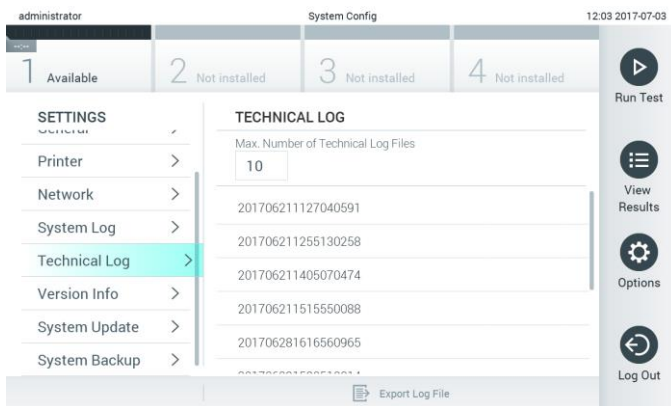 administrator System Config 12:03 2017-07-03
--:--
1 Available 2 Not installed 3 Not installed 4 Not installed
Run Test
SETTINGS
General
Printer
Network
System Log
Technical Log
Version Info
System Update
System Backup
TECHNICAL LOG
Max. Number of Technical Log Files
10
201706211127040591
201706211255130258
201706211405070474
201706211515550088
201706281616560965
Export Log File
View
Results
Options
Log Out